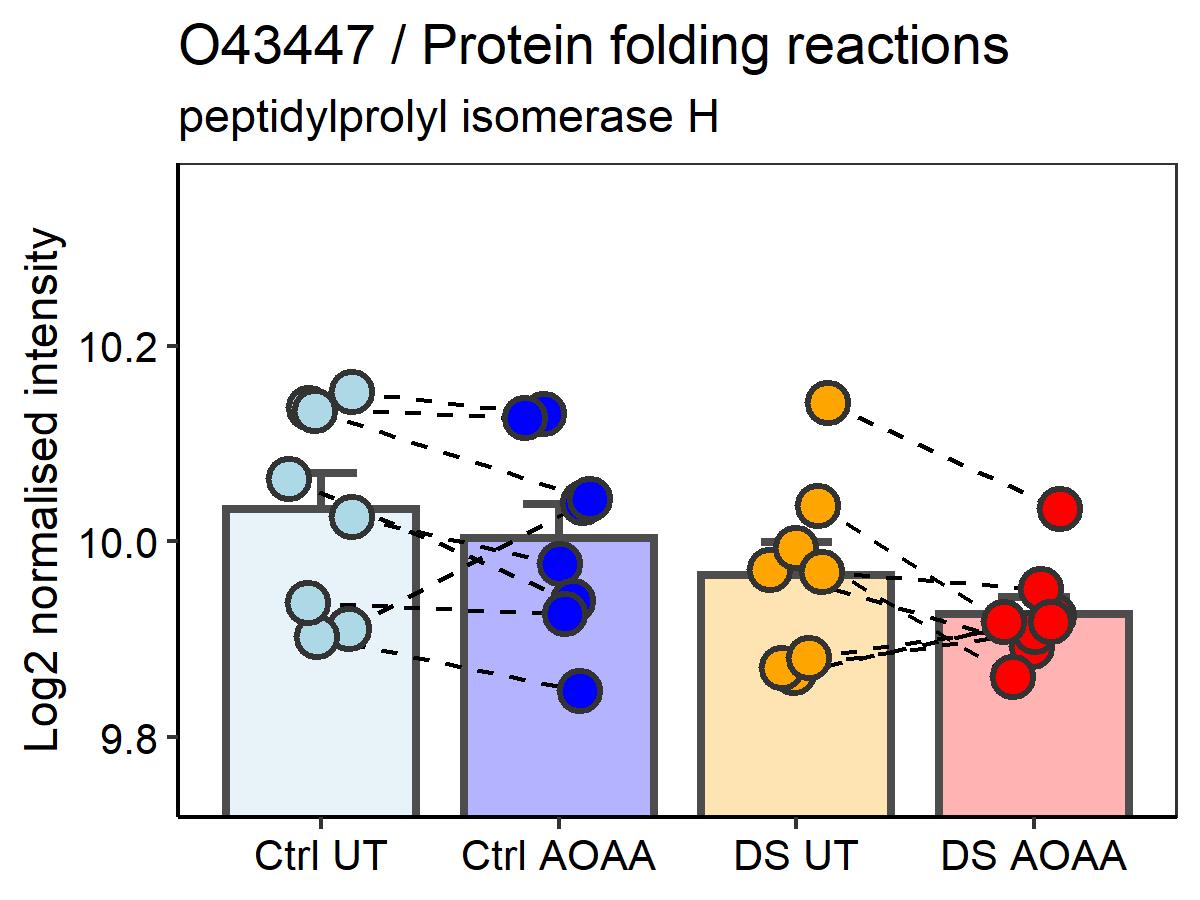 O43447 / Protein folding reactions
peptidylprolyl isomerase H
Log2 normalised intensity
10.2
10.0
9.8
Ctrl UT
Ctrl AOAA
DS UT
DS AOAA